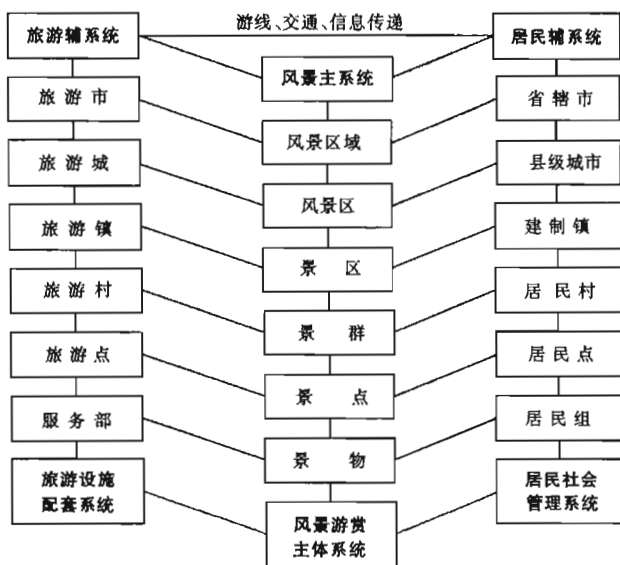 游线、交通、信息传递
旅游辅系统
居民辅系统
风景主系统
旅游市
省辖市
风景区域
旅游城
县级城市
风景区
旅游镇
建制镇
景区
旅游村
居民村
景群
旅游点
居民点
景点
服务部
居民组
景物
旅游设施
配套系统
居民社会
管理系统
风景游赏
主体系统